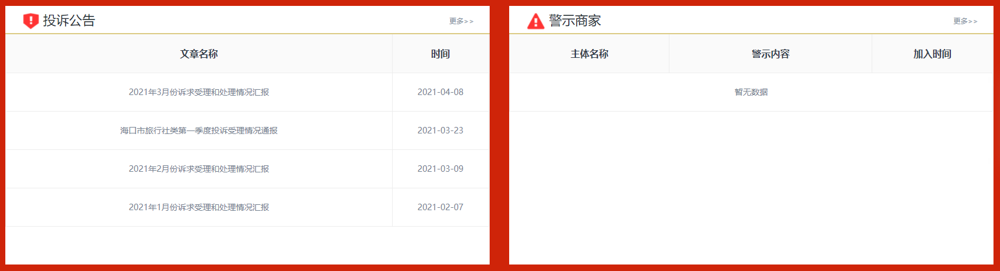 投诉公告
更多>>
文章名称 时间
2021年3月份诉求受理和处理情况汇报 2021-04-08
海口市旅行社类第一季度投诉受理情况通报 2021-03-23
2021年2月份诉求受理和处理情况汇报 2021-03-09
2021年1月份诉求受理和处理情况汇报 2021-02-07
警示商家
更多>>
主体名称 警示内容 加入时间
暂无数据